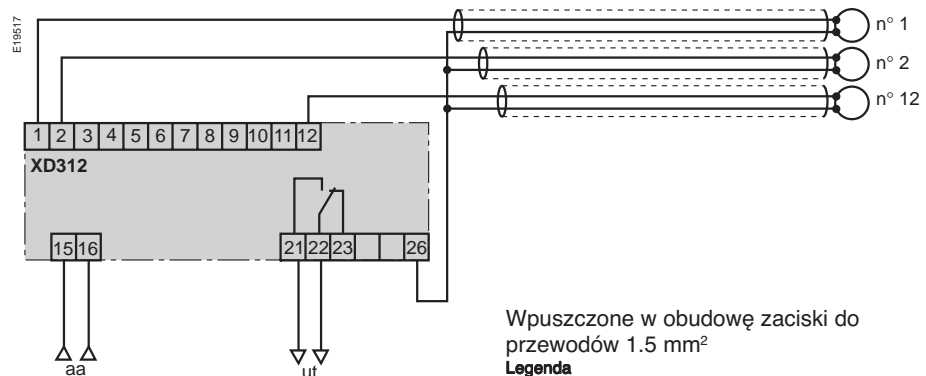 E19517
n° 1
n° 2
n° 12
1 2 3 4 5 6 7 8 9 10 11 12
XD312
15 16
21 22 23 26
aa
ut
Wpuszczone w obudowę zaciski do
przewodów 1.5 mm²
Legenda